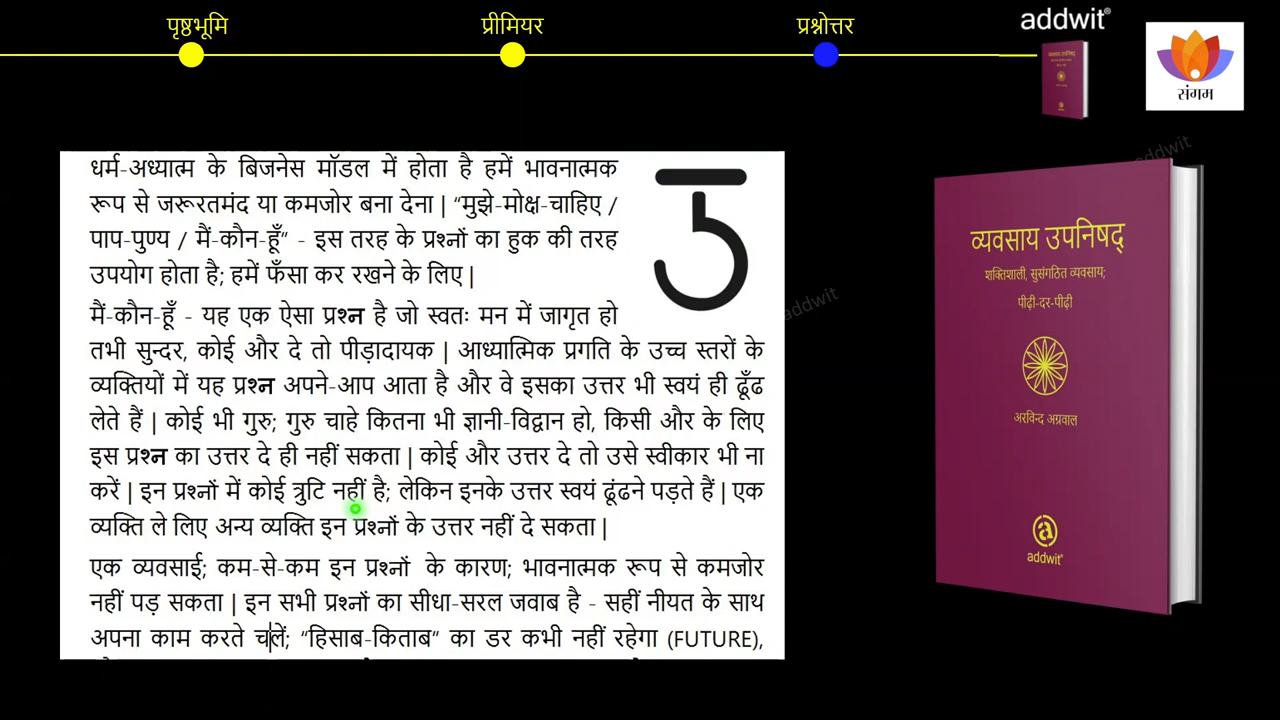 पृष्ठभूमि
प्रीमियर
प्रश्नोत्तर
addwit®
संगम
addwit
addwit
धर्म-अध्यात्म के बिजनेस मॉडल में होता है हमें भावनात्मक
रूप से जरूरतमंद या कमजोर बना देना | “मुझे-मोक्ष-चाहिए /
पाप-पुण्य / मैं-कौन-हूँ” - इस तरह के प्रश्नों का हुक की तरह
उपयोग होता है; हमें फँसा कर रखने के लिए |
मैं-कौन-हूँ - यह एक ऐसा प्रश्न है जो स्वतः मन में जागृत हो
तभी सुन्दर, कोई और दे तो पीड़ादायक | आध्यात्मिक प्रगति के उच्च स्तरों के
व्यक्तियों में यह प्रश्न अपने-आप आता है और वे इसका उत्तर भी स्वयं ही ढूँढ
लेते हैं | कोई भी गुरु; गुरु चाहे कितना भी ज्ञानी-विद्वान हो, किसी और के लिए
इस प्रश्न का उत्तर दे ही नहीं सकता | कोई और उत्तर दे तो उसे स्वीकार भी ना
करें | इन प्रश्नों में कोई त्रुटि नहीं है; लेकिन इनके उत्तर स्वयं ढूंढने पड़ते हैं | एक
व्यक्ति ले लिए अन्य व्यक्ति इन प्रश्नों के उत्तर नहीं दे सकता |
एक व्यवसाई; कम-से-कम इन प्रश्नों के कारण; भावनात्मक रूप से कमजोर
नहीं पड़ सकता | इन सभी प्रश्नों का सीधा-सरल जवाब है - सहीं नीयत के साथ
अपना काम करते चलें; “हिसाब-किताब” का डर कभी नहीं रहेगा (FUTURE),
व्यवसाय उपनिषद्
शक्तिशाली, सुसंगठित व्यवसाय;
पीढ़ी-दर-पीढ़ी
अरविन्द अग्रवाल
addwit®